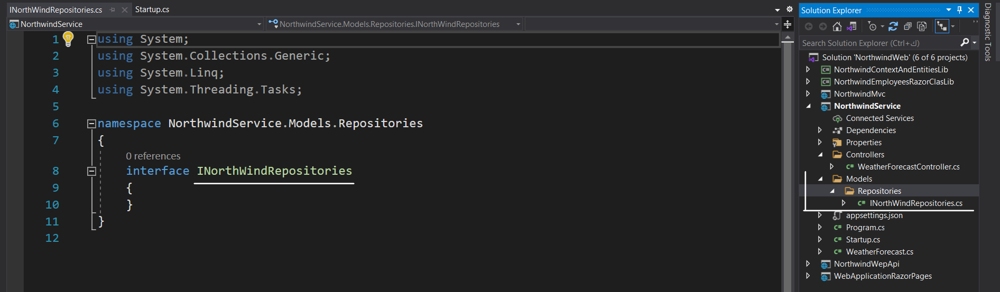 INorthWindRepositories.cs
Startup.cs
NorthwindService
NorthwindService.Models.Repositories.INorthWindRepositories
1 using System;
2 using System.Collections.Generic;
3 using System.Linq;
4 using System.Threading.Tasks;
5
6 namespace NorthwindService.Models.Repositories
7 {
0 references
8 interface INorthWindRepositories
9 {
10 }
11 }
12
Solution Explorer
Search Solution Explorer (Ctrl+ك)
Solution 'NorthwindWeb' (6 of 6 projects)
C# NorthwindContextAndEntitiesLib
C# NorthwindEmployeesRazorClasLib
NorthwindMvc
NorthwindService
Connected Services
Dependencies
Properties
Controllers
C# WeatherForecastController.cs
Models
Repositories
C# INorthWindRepositories.cs
appsettings.json
C# Program.cs
C# Startup.cs
C# WeatherForecast.cs
NorthwindWepApi
WebApplicationRazorPages
Diagnostic Tools